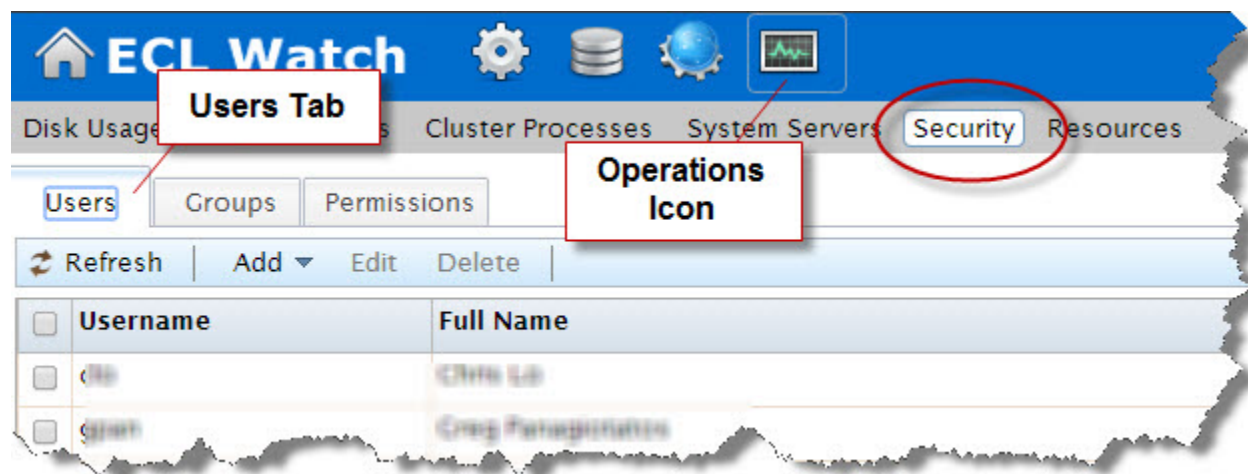 ECL Watch
Users Tab
Disk Usage
Cluster Processes
System Servers
Security
Resources
Operations
Icon
Users
Groups
Permissions
Refresh
Add
Edit
Delete
Username
Full Name